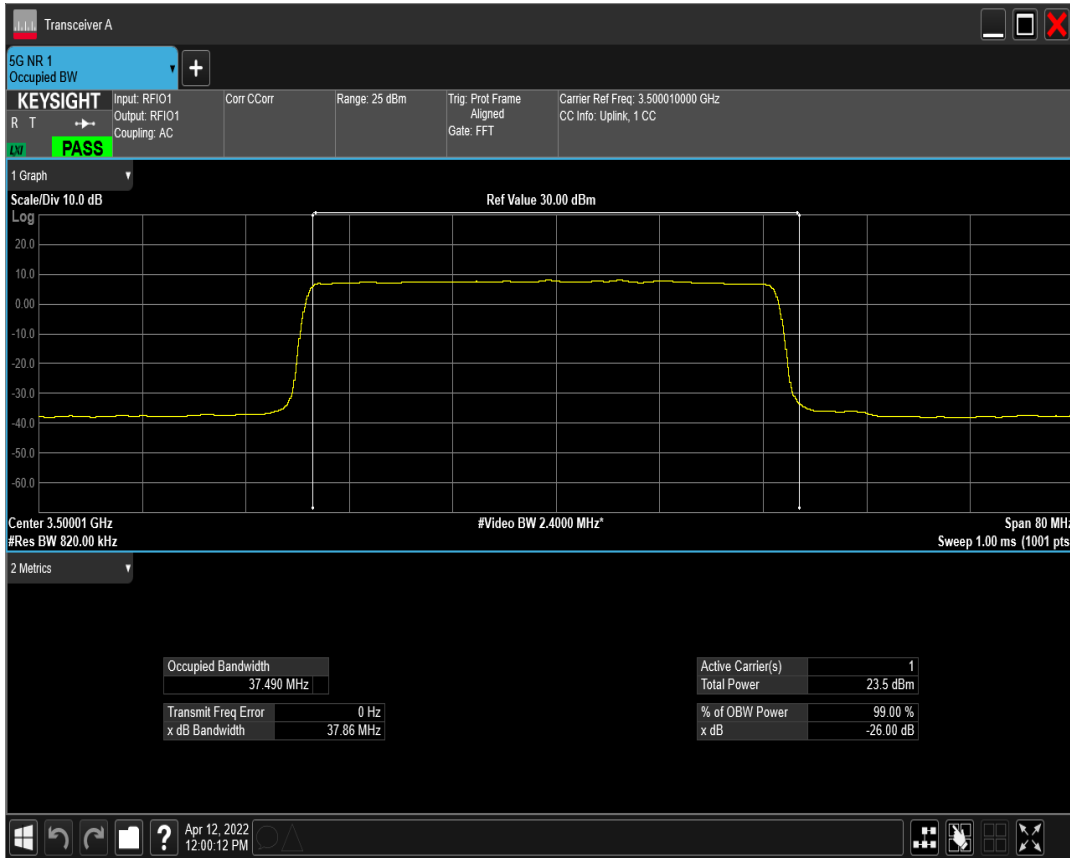 Transceiver A
5G NR 1
Occupied BW
KEYSIGHT
R T
LXI
PASS
Input: RFIO1
Output: RFIO1
Coupling: AC
Corr CCorr
Range: 25 dBm
Trig: Prot Frame
Aligned
Gate: FFT
Carrier Ref Freq: 3.500010000 GHz
CC Info: Uplink, 1 CC
1 Graph
Scale/Div 10.0 dB
Ref Value 30.00 dBm
Log
20.0
10.0
0.00
-10.0
-20.0
-30.0
-40.0
-50.0
-60.0
Center 3.50001 GHz
#Video BW 2.4000 MHz*
Span 80 MHz
#Res BW 820.00 kHz
Sweep 1.00 ms (1001 pts
2 Metrics
Occupied Bandwidth
37.490 MHz
Transmit Freq Error 0 Hz
x dB Bandwidth 37.86 MHz
Active Carrier(s) 1
Total Power 23.5 dBm
% of OBW Power 99.00 %
x dB -26.00 dB
?
Apr 12, 2022
12:00:12 PM